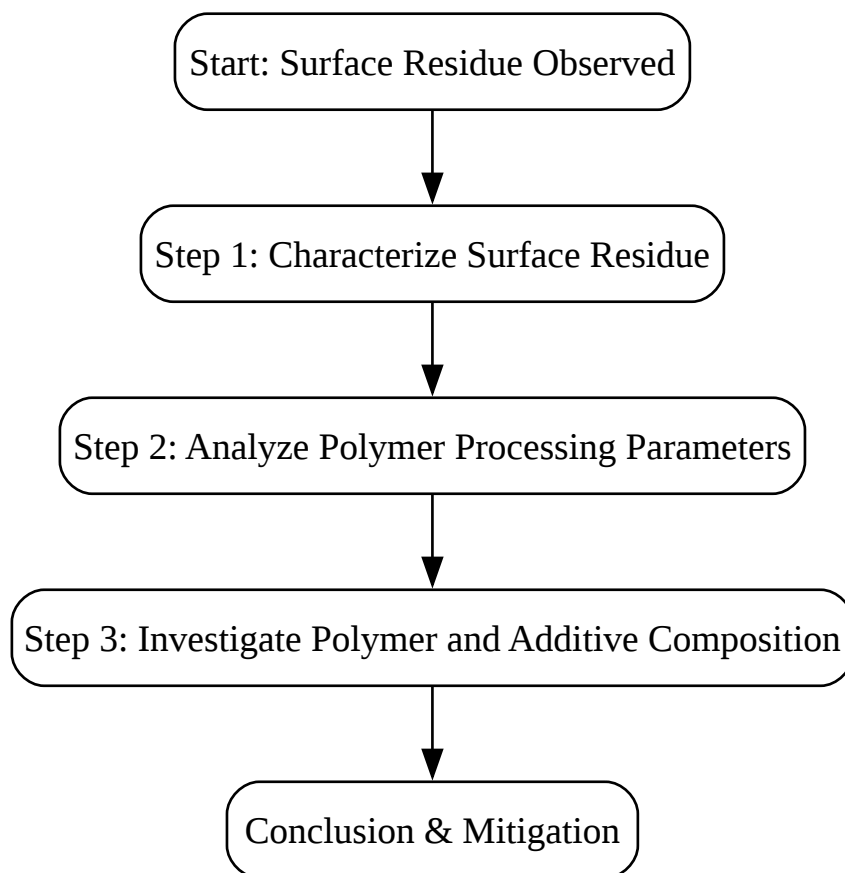 Start: Surface Residue Observed
Step 1: Characterize Surface Residue
Step 2: Analyze Polymer Processing Parameters
Step 3: Investigate Polymer and Additive Composition
Conclusion & Mitigation